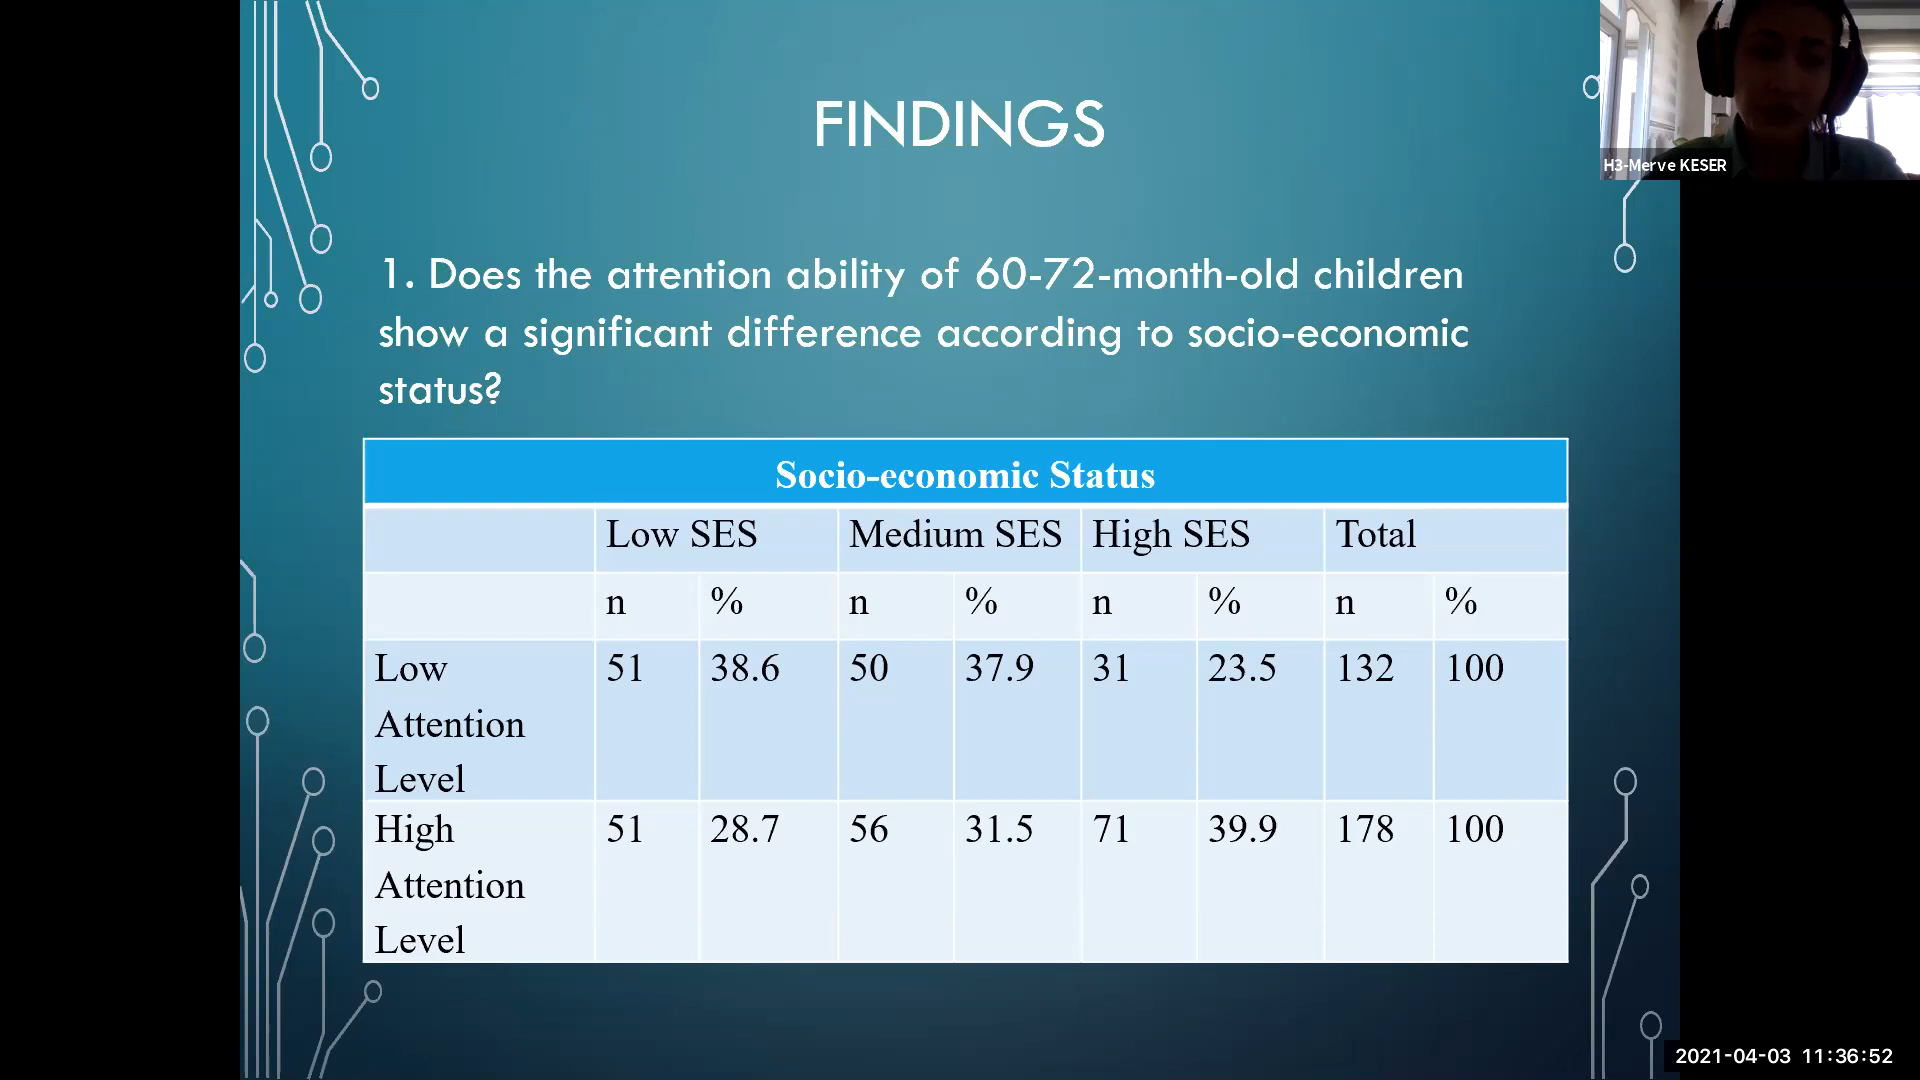 FINDINGS
H3-Merve KESER
1. Does the attention ability of 60-72-month-old children
show a significant difference according to socio-economic
status?
Socio-economic Status
Low SES Medium SES High SES Total
n % n % n % n %
Low 51 38.6 50 37.9 31 23.5 132 100
Attention
Level
High 51 28.7 56 31.5 71 39.9 178 100
Attention
Level
2021-04-03 11:36:52